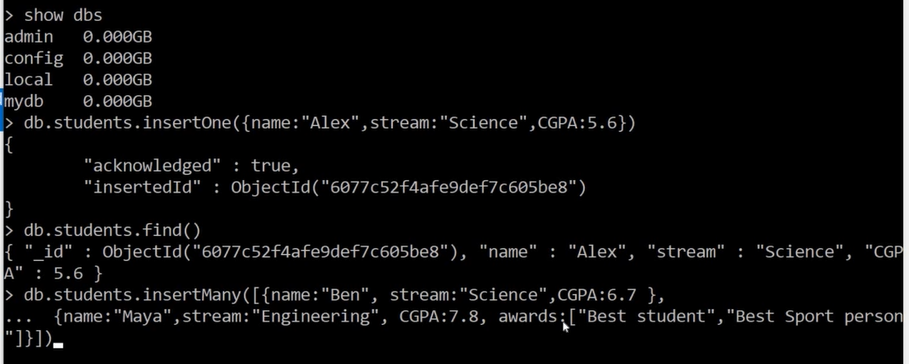 > show dbs
admin   0.000GB
config  0.000GB
local   0.000GB
mydb    0.000GB
> db.students.insertOne({name:"Alex",stream:"Science",CGPA:5.6})
{
        "acknowledged" : true,
        "insertedId" : ObjectId("6077c52f4afe9def7c605be8")
}
> db.students.find()
{ "_id" : ObjectId("6077c52f4afe9def7c605be8"), "name" : "Alex", "stream" : "Science", "CGP
A" : 5.6 }
> db.students.insertMany([{name:"Ben", stream:"Science",CGPA:6.7 },
...  {name:"Maya",stream:"Engineering", CGPA:7.8, awards:["Best student","Best Sport person
"]}])